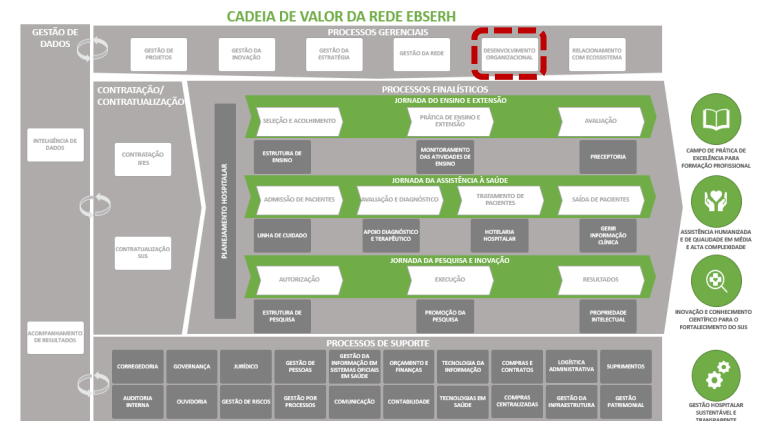 CADEIA DE VALOR DA REDE EBSERH
GESTÃO DE
DADOS
INTELIGÊNCIA DE
DADOS
ACOMPANHAMENTO
DE RESULTADOS
PROCESSOS GERENCIAIS
GESTÃO DE
PROJETOS
GESTÃO DA
INOVAÇÃO
GESTÃO DA
ESTRATÉGIA
GESTÃO DA REDE
DESENVOLVIMENTO
ORGANIZACIONAL
RELACIONAMENTO
COM ECOSSISTEMA
CONTRATAÇÃO/
CONTRATUALIZAÇÃO
CONTRATAÇÃO
IFES
CONTRATUALIZAÇÃO
SUS
PLANEJAMENTO HOSPITALAR
PROCESSOS FINALÍSTICOS
JORNADA DO ENSINO E EXTENSÃO
SELEÇÃO E ACOLHIMENTO
PRÁTICA DE ENSINO E
EXTENSÃO
AVALIAÇÃO
ESTRUTURA DE
ENSINO
MONITORAMENTO
DAS ATIVIDADES DE
ENSINO
PRECEPTORIA
JORNADA DA ASSISTÊNCIA À SAÚDE
ADMISSÃO DE PACIENTES
AVALIAÇÃO E DIAGNÓSTICO
TRATAMENTO DE
PACIENTES
SAÍDA DE PACIENTES
LINHA DE CUIDADO
APOIO DIAGNÓSTICO
E TERAPÊUTICO
HOTELARIA
HOSPITALAR
GERIR
INFORMAÇÃO
CLÍNICA
JORNADA DA PESQUISA E INOVAÇÃO
AUTORIZAÇÃO
EXECUÇÃO
RESULTADOS
ESTRUTURA DE
PESQUISA
PROMOÇÃO DA
PESQUISA
PROPRIEDADE
INTELECTUAL
PROCESSOS DE SUPORTE
CORREGEDORIA
GOVERNANÇA
JURÍDICO
GESTÃO DE
PESSOAS
GESTÃO DA
INFORMAÇÃO EM
SISTEMAS OFICIAIS
EM SAÚDE
ORÇAMENTO E
FINANÇAS
TECNOLOGIA DA
INFORMAÇÃO
COMPRAS E
CONTRATOS
LOGÍSTICA
ADMINISTRATIVA
SUPRIMENTOS
AUDITORIA
INTERNA
OUVIDORIA
GESTÃO DE RISCOS
GESTÃO POR
PROCESSOS
COMUNICAÇÃO
CONTABILIDADE
TECNOLOGIAS EM
SAÚDE
COMPRAS
CENTRALIZADAS
GESTÃO DA
INFRAESTRUTURA
GESTÃO
PATRIMONIAL
CAMPO DE PRÁTICA DE
EXCELÊNCIA PARA
FORMAÇÃO PROFISSIONAL
ASSISTÊNCIA HUMANIZADA
E DE QUALIDADE EM MÉDIA
E ALTA COMPLEXIDADE
INOVAÇÃO E CONHECIMENTO
CIENTÍFICO PARA O
FORTALECIMENTO DO SUS
GESTÃO HOSPITALAR
SUSTENTÁVEL E
TRANSPARENTE